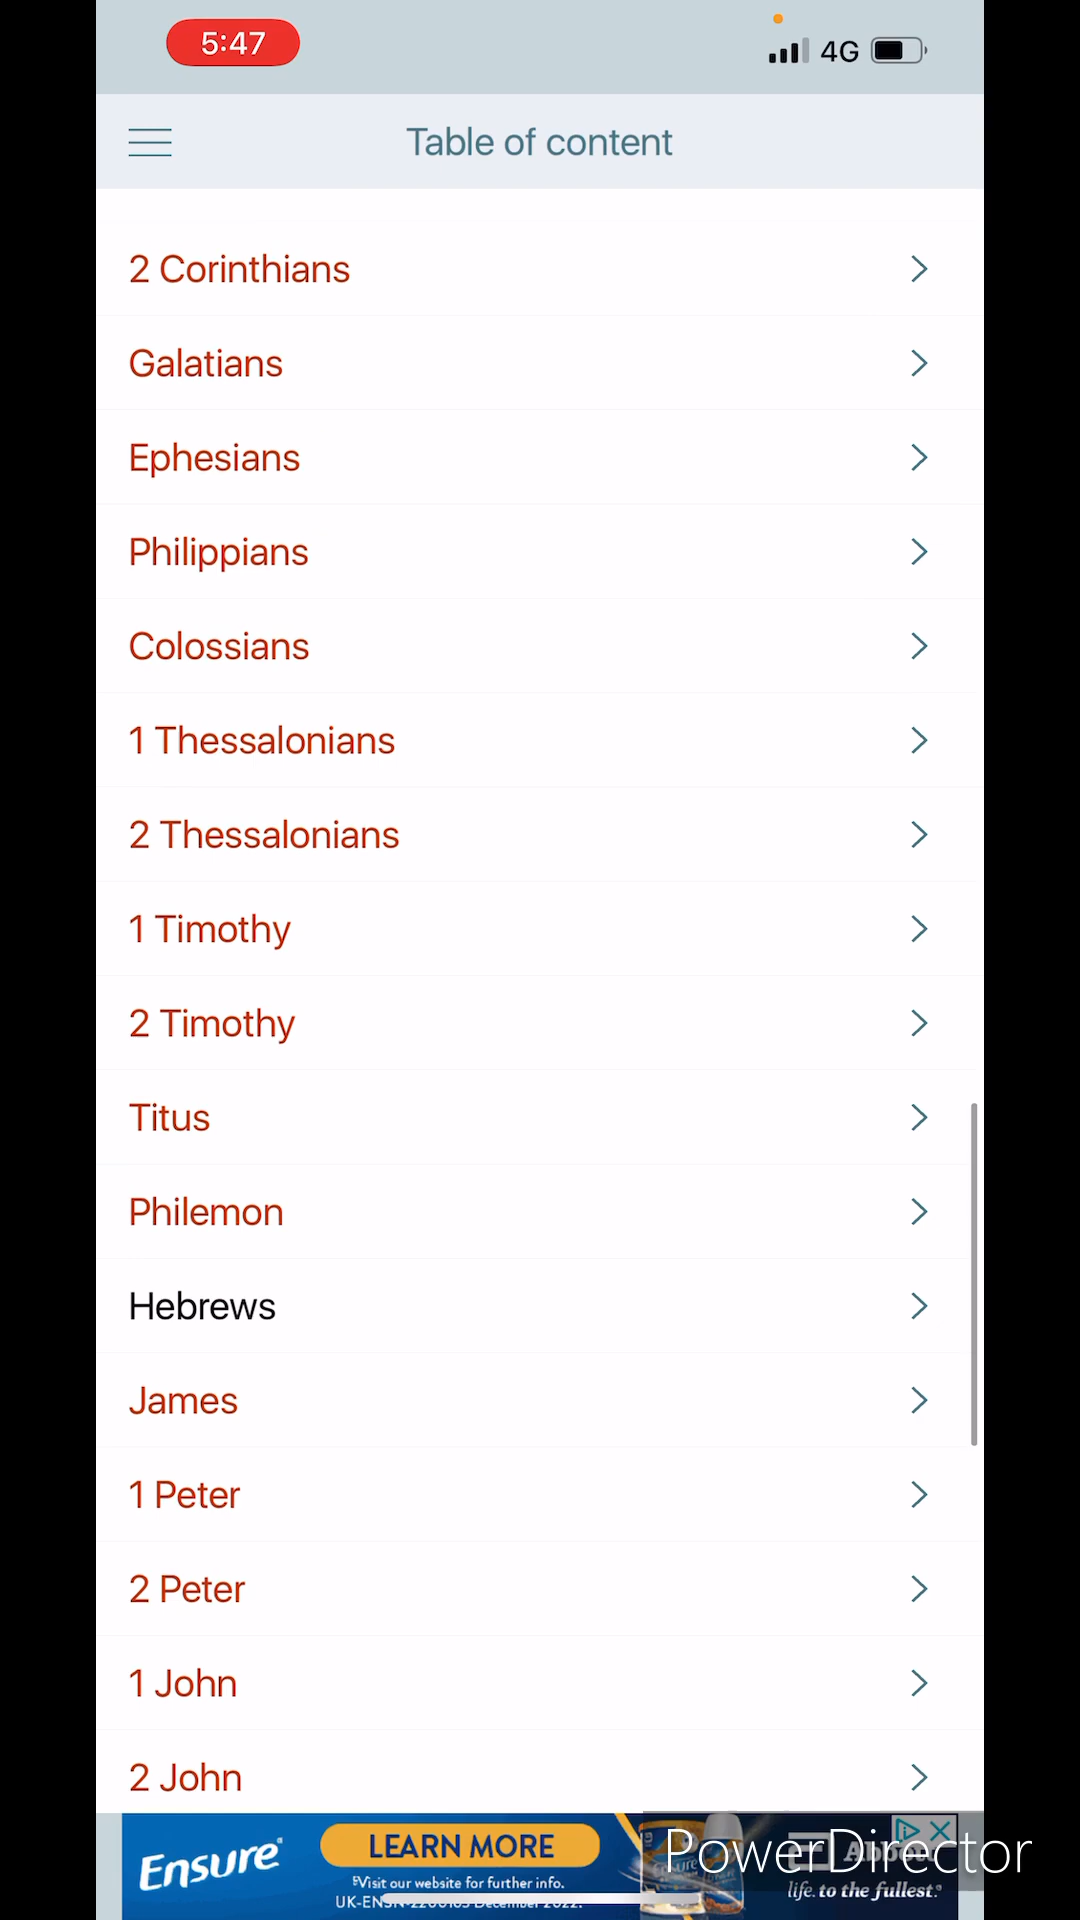 5:47
4G
Table of content
2 Corinthians
Galatians
Ephesians
Philippians
Colossians
1 Thessalonians
2 Thessalonians
1 Timothy
2 Timothy
Titus
Philemon
Hebrews
James
1 Peter
2 Peter
1 John
2 John
Ensure
LEARN MORE
Visit our website for further info.
PowerDirector
life. to the fullest.